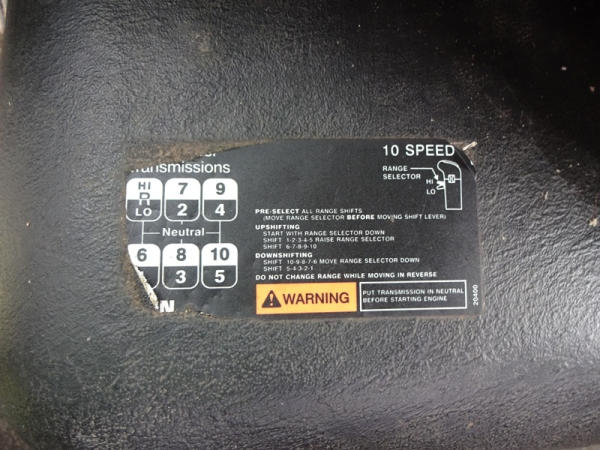 transmissions
10 SPEED
RANGE
SELECTOR
HI
LO
HI 7 9
R
LO 2 4
Neutral
6 8 10
3 5
PRE-SELECT ALL RANGE SHIFTS
(MOVE RANGE SELECTOR BEFORE MOVING SHIFT LEVER)
UPSHIFTING
START WITH RANGE SELECTOR DOWN
SHIFT 1-2-3-4-5 RAISE RANGE SELECTOR
SHIFT 6-7-8-9-10
DOWNSHIFTING
SHIFT 10-9-8-7-6 MOVE RANGE SELECTOR DOWN
SHIFT 5-4-3-2-1
DO NOT CHANGE RANGE WHILE MOVING IN REVERSE
WARNING
PUT TRANSMISSION IN NEUTRAL
BEFORE STARTING ENGINE
20400